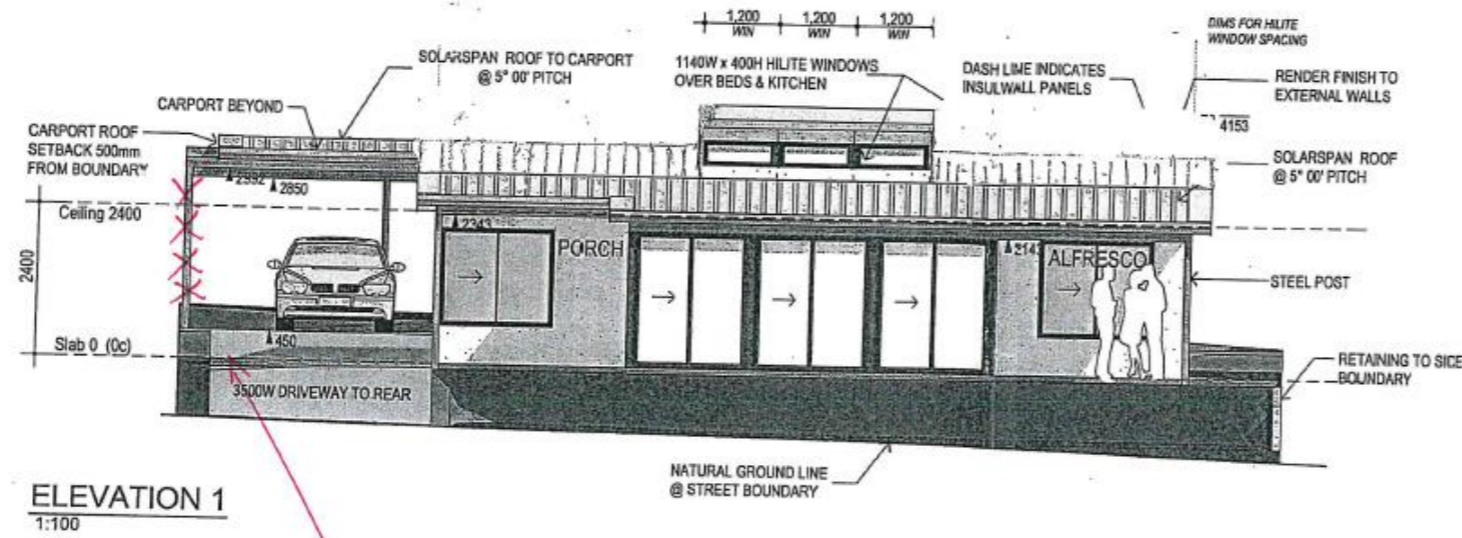 1,200
WIN
1,200
WIN
1,200
WIN
DIMS FOR HILITE
WINDOW SPACING
SOLARSPAN ROOF TO CARPORT
@ 5° 00' PITCH
1140W x 400H HILITE WINDOWS
OVER BEDS & KITCHEN
DASH LINE INDICATES
INSULWALL PANELS
RENDER FINISH TO
EXTERNAL WALLS
CARPORT BEYOND
CARPORT ROOF
SETBACK 500mm
FROM BOUNDARY
4153
SOLARSPAN ROOF
@ 5° 00' PITCH
2850
Ceiling 2400
2343
PORCH
ALFRESCO
2400
STEEL POST
Slab 0 (0c)
450
3500W DRIVEWAY TO REAR
RETAINING TO SIDE
BOUNDARY
NATURAL GROUND LINE
@ STREET BOUNDARY
ELEVATION 1
1:100